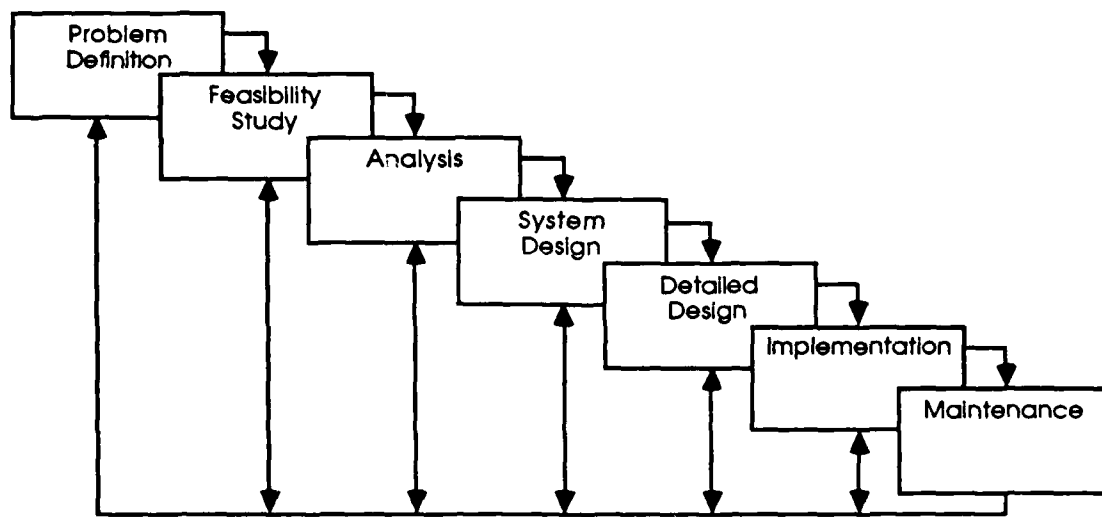 Problem
Definition
Feasibility
Study
Analysis
System
Design
Detailed
Design
Implementation
Maintenance